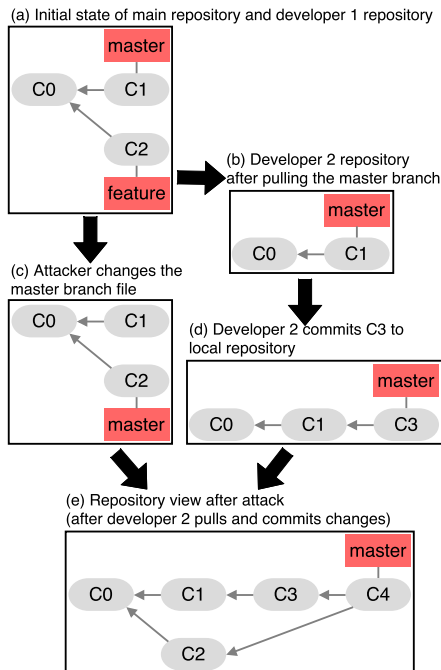 (a) Initial state of main repository and developer 1 repository
master
C0 C1
C2
feature
(b) Developer 2 repository
after pulling the master branch
master
C0 C1
(c) Attacker changes the
master branch file
C0 C1
C2
master
(d) Developer 2 commits C3 to
local repository
master
C0 C1 C3
(e) Repository view after attack
(after developer 2 pulls and commits changes)
master
C0 C1 C3 C4
C2